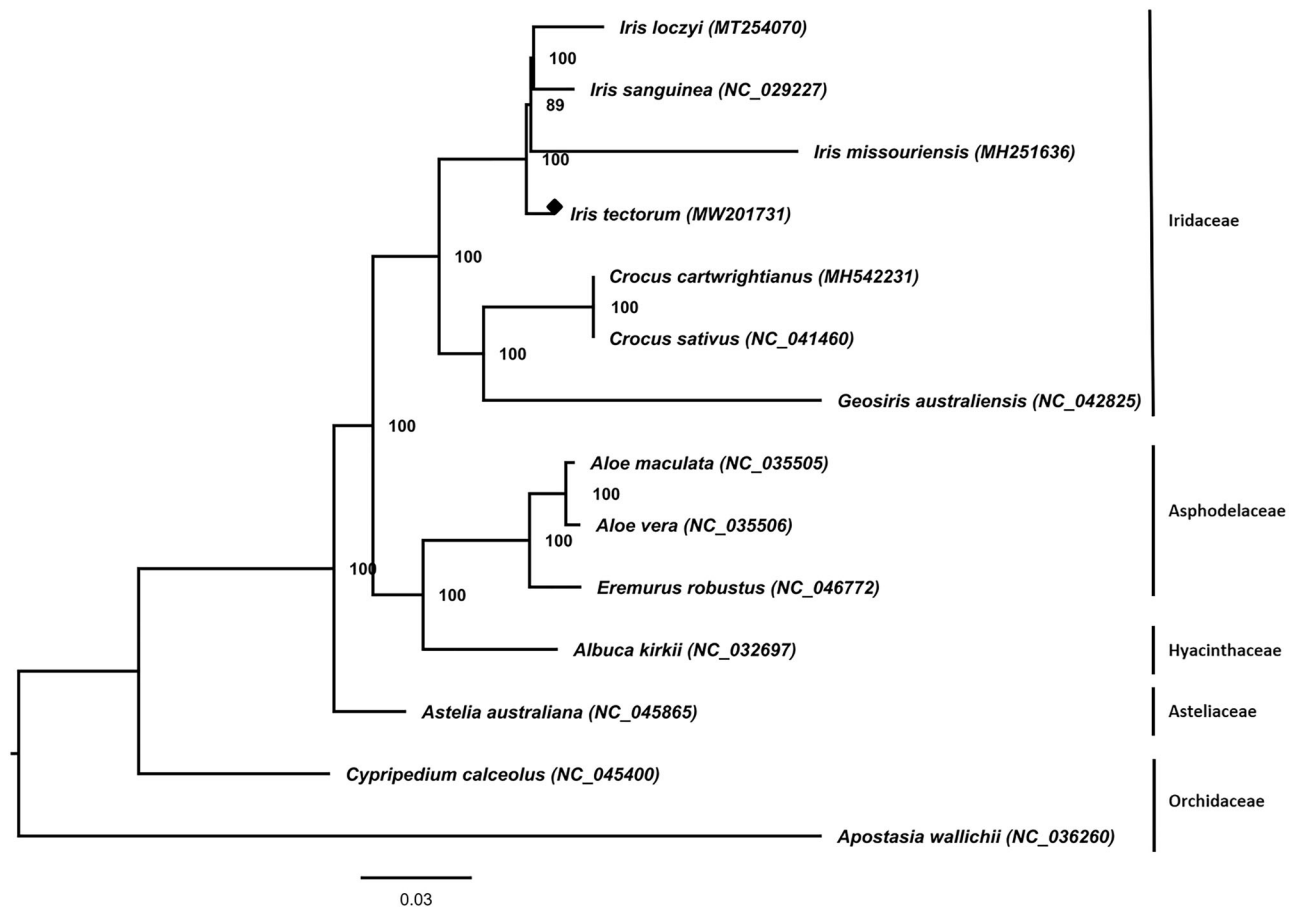 Iris loczyi (MT254070)
100
Iris sanguinea (NC_029227)
89
Iris missouriensis (MH251636)
100
Iris tectorum (MW201731)
Iridaceae
100
Crocus cartwrightianus (MH542231)
100
Crocus sativus (NC_041460)
100
Geosiris australiensis (NC_042825)
100
Aloe maculata (NC_035505)
100
Asphodelaceae
Aloe vera (NC_035506)
100
100
Eremurus robustus (NC_046772)
100
Albuca kirkii (NC_032697)
Hyacinthaceae
Astelia australiana (NC_045865)
Asteliaceae
Cypripedium calceolus (NC_045400)
Orchidaceae
Apostasia wallichii (NC_036260)
0.03